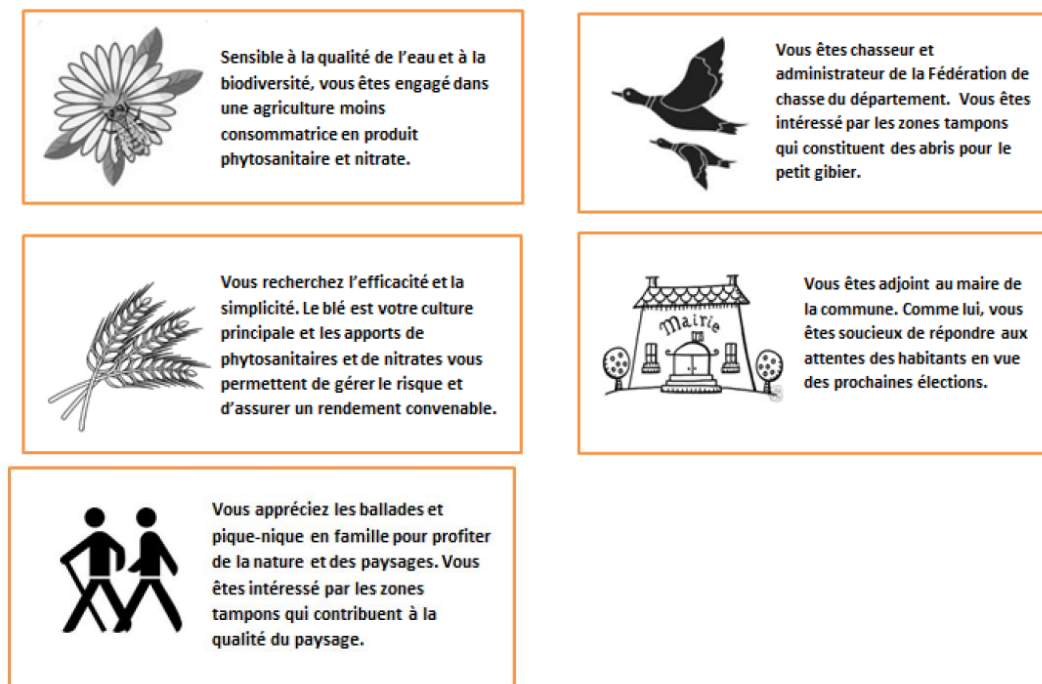 Sensible à la qualité de l’eau et à la
biodiversité, vous êtes engagé dans
une agriculture moins
consommatrice en produit
phytosanitaire et nitrate.
Vous êtes chasseur et
administrateur de la Fédération de
chasse du département. Vous êtes
intéressé par les zones tampons
qui constituent des abris pour le
petit gibier.
Vous recherchez l’efficacité et la
simplicité. Le blé est votre culture
principale et les apports de
phytosanitaires et de nitrates vous
permettent de gérer le risque et
d’assurer un rendement convenable.
Mairie
Vous êtes adjoint au maire de
la commune. Comme lui, vous
êtes soucieux de répondre aux
attentes des habitants en vue
des prochaines élections.
Vous appréciez les ballades et
pique-nique en famille pour profiter
de la nature et des paysages. Vous
êtes intéressé par les zones
tampons qui contribuent à la
qualité du paysage.